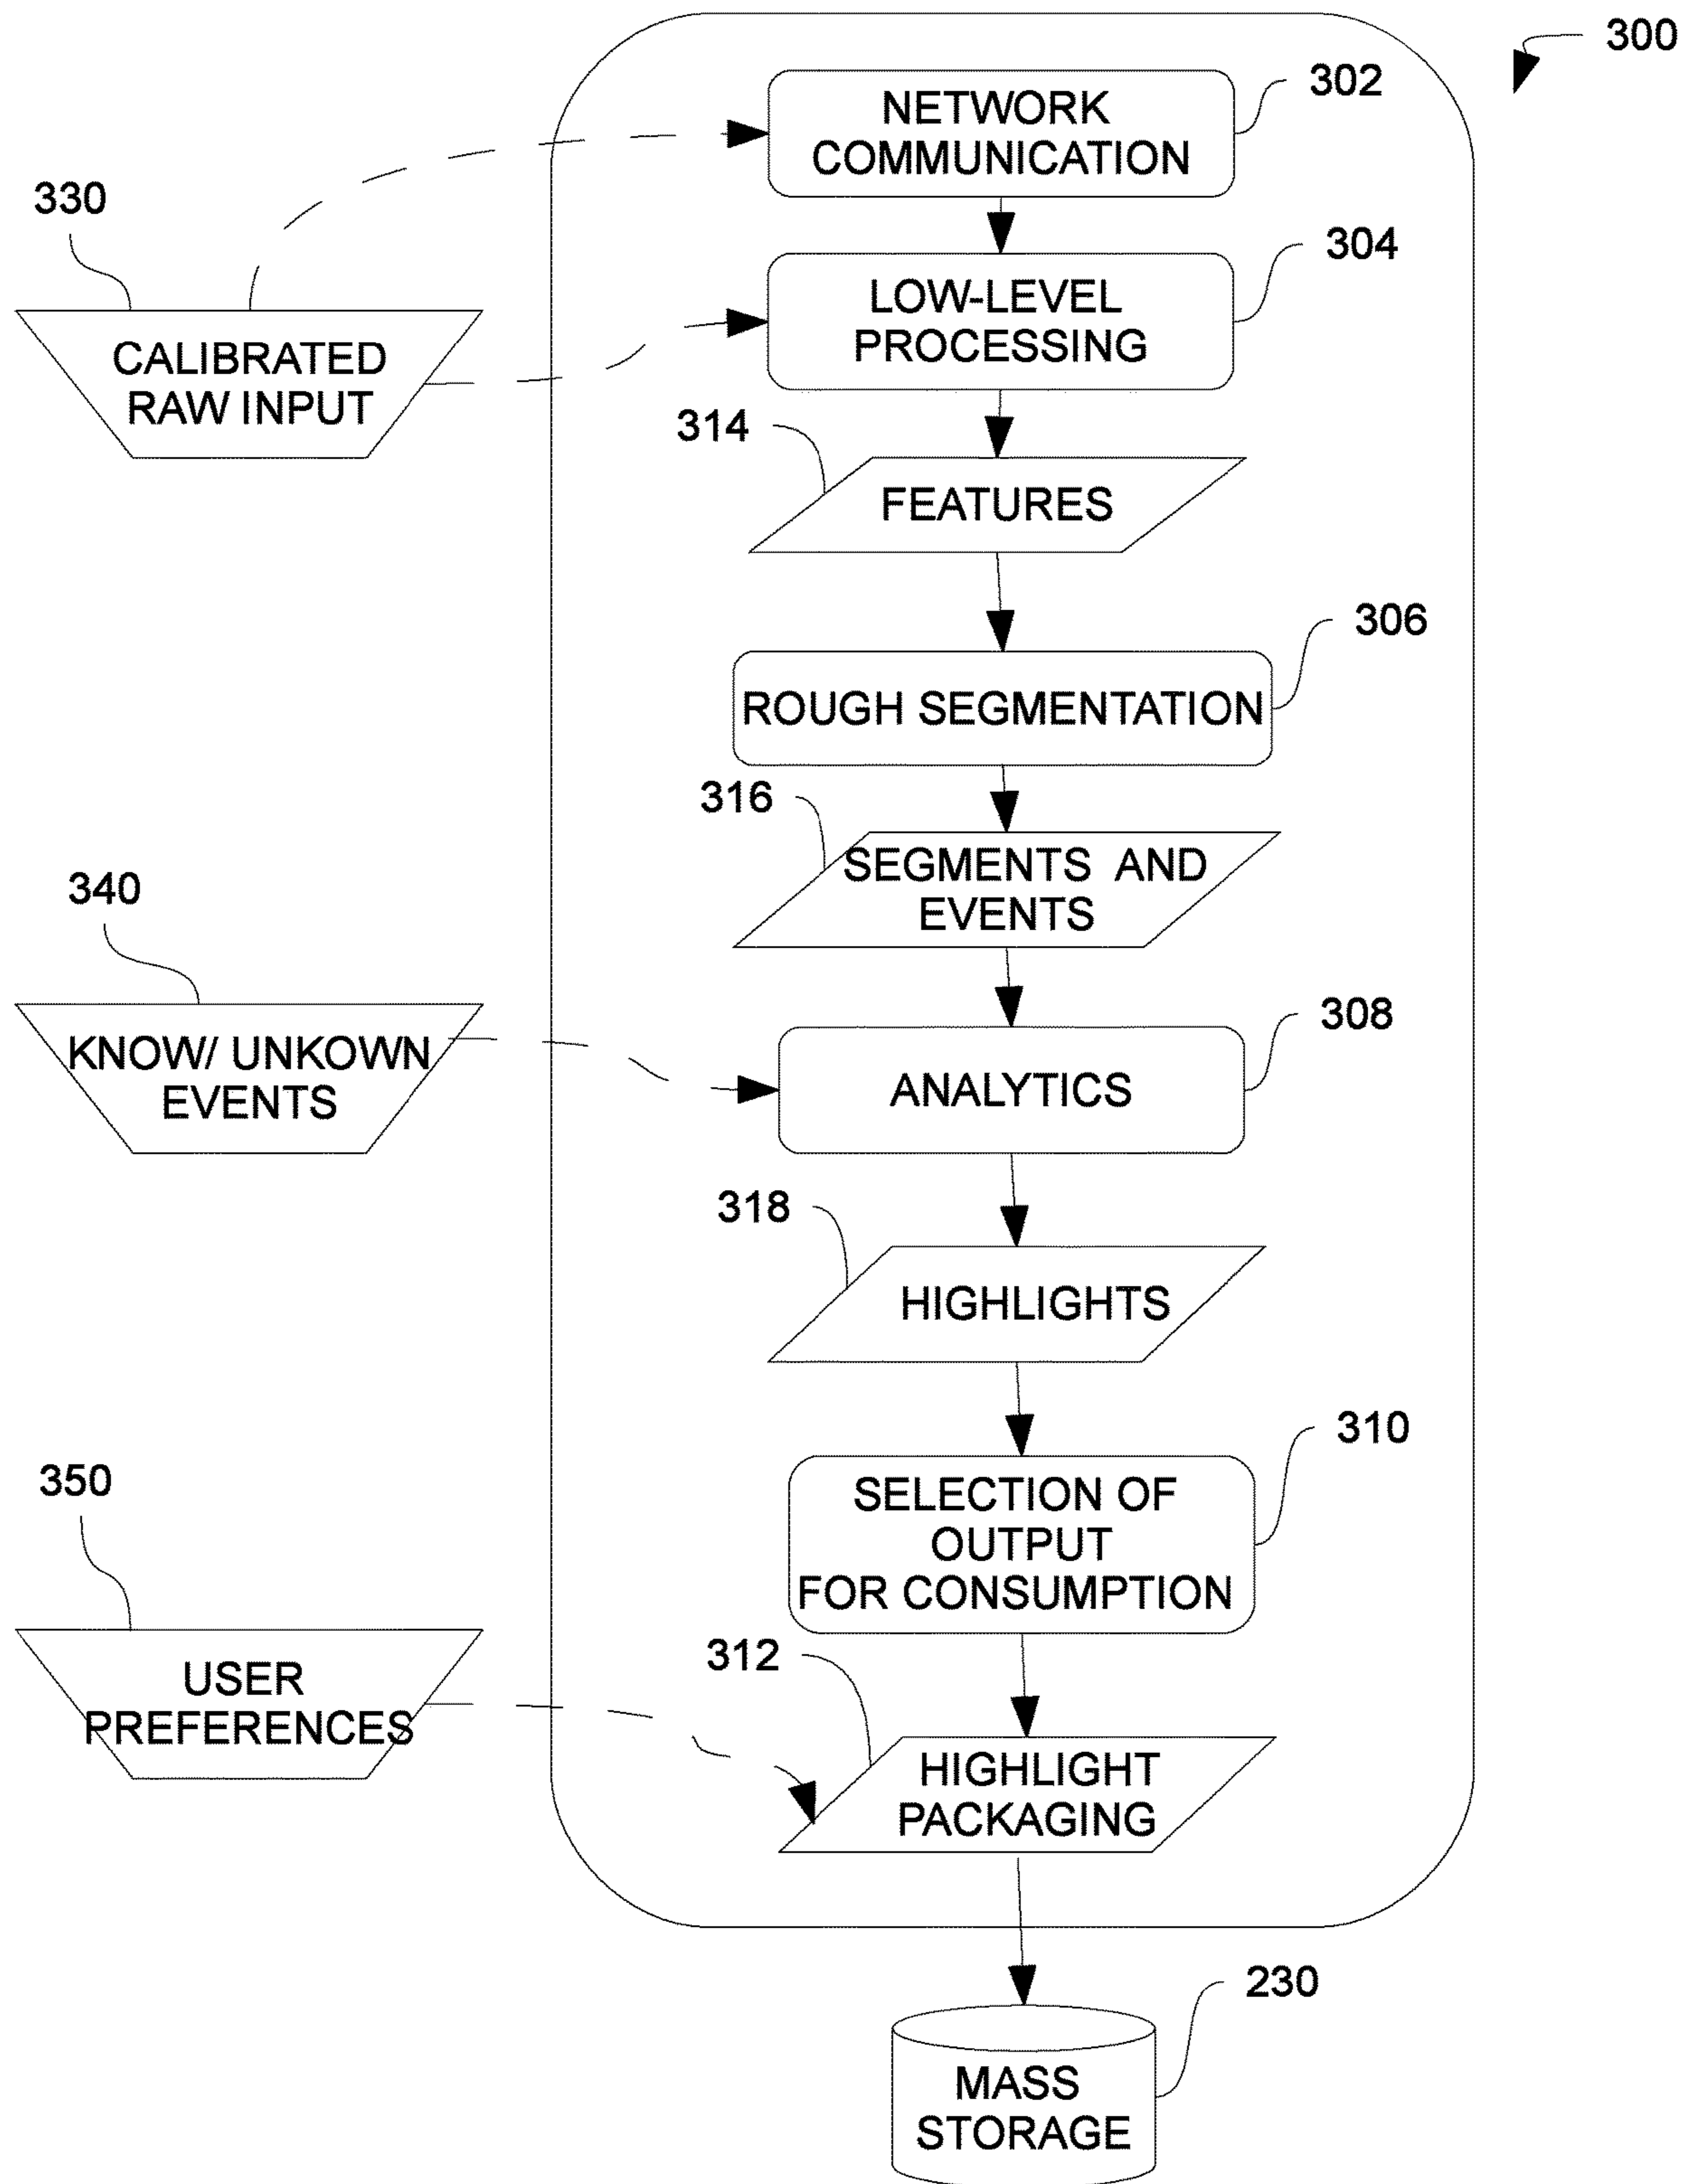 300
NETWORK
COMMUNICATION
302
330
304
LOW-LEVEL
PROCESSING
CALIBRATED
RAW INPUT
314
FEATURES
306
ROUGH SEGMENTATION
316
SEGMENTS AND
EVENTS
340
308
KNOW/ UNKOWN
EVENTS
ANALYTICS
318
HIGHLIGHTS
310
350
SELECTION OF
OUTPUT
FOR CONSUMPTION
312
USER
PREFERENCES
HIGHLIGHT
PACKAGING
230
MASS
STORAGE